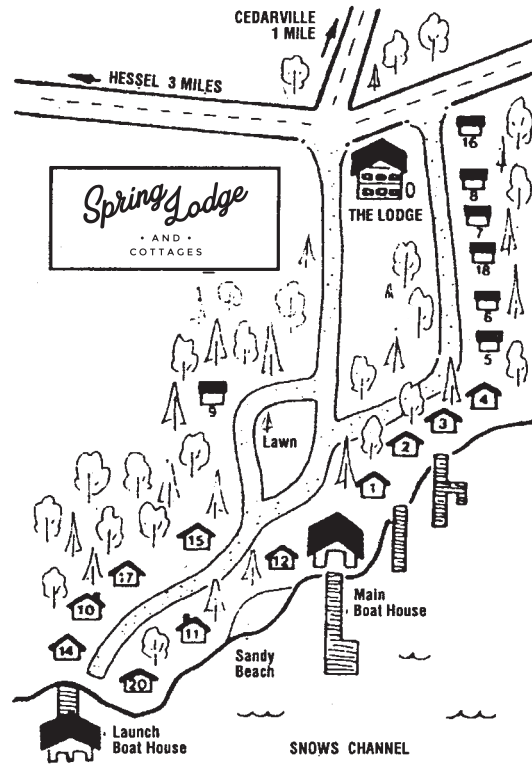 CEDARVILLE
1 MILE
HESSEL 3 MILES
Spring Lodge
• AND •
COTTAGES
THE LODGE
16
8
7
18
6
5
4
3
2
1
9
Lawn
15
12
17
10
11
14
20
Main
Boat House
Sandy
Beach
Launch
Boat House
SNOWS CHANNEL